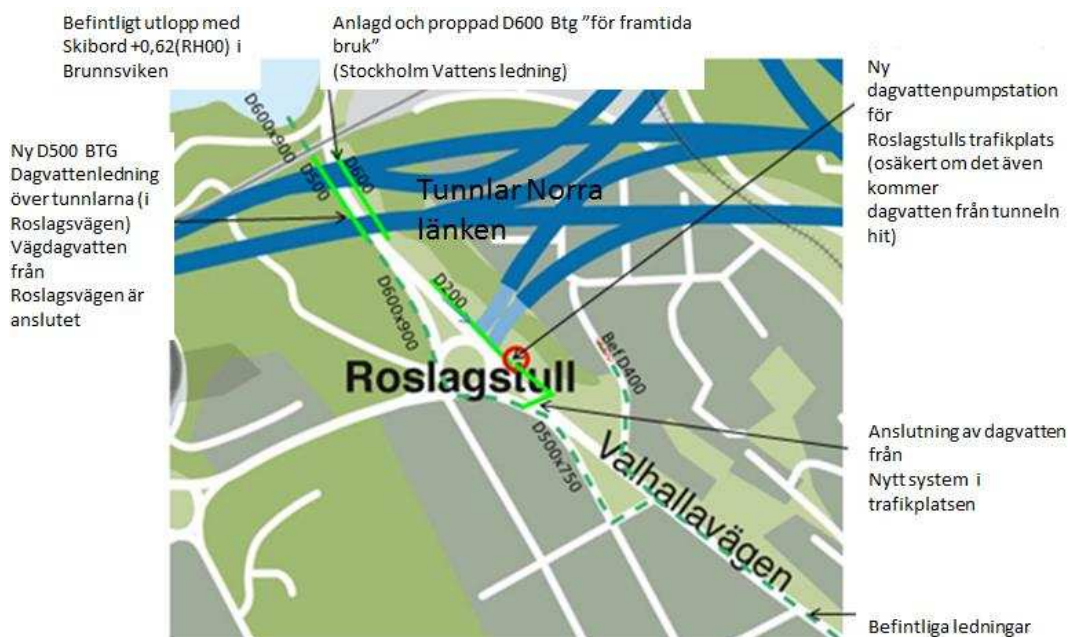 Befintligt utlopp med
Skibord +0,62(RH00) i
Brunnsviken
Anlagd och proppad D600 Btg ”för framtida
bruk”
(Stockholm Vattens ledning)
Ny
dagvattenpumpstation
för
Roslagstulls trafikplats
(osäkert om det även
kommer
dagvatten från tunneln
hit)
Ny D500 BTG
Dagvattenledning
över tunnlarna (i
Roslagsvägen)
Vägdagvatten
från
Roslagsvägen är
anslutet
D600x900
D500
D600
Tunnlar Norra
länken
D200
D600x900
Bef D400
Roslagstull
D500x750
Valhallavägen
Anslutning av dagvatten
från
Nytt system i
trafikplatsen
Befintliga ledningar